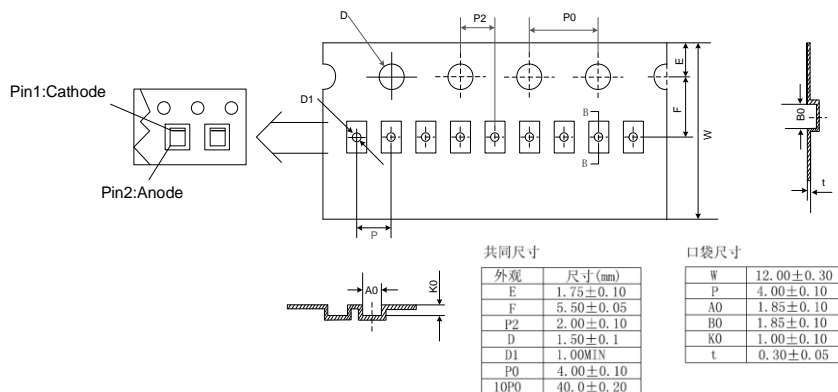 D
P2
P0
E
D1
Pin1:Cathode
F
W
B
B
B0
Pin2:Anode
t
P
共同尺寸
口袋尺寸
A0
K0
外观 尺寸(mm)
E 1.75±0.10
F 5.50±0.05
P2 2.00±0.10
D 1.50±0.1
D1 1.00MIN
P0 4.00±0.10
10P0 40.0±0.20
W 12.00±0.30
P 4.00±0.10
A0 1.85±0.10
B0 1.85±0.10
K0 1.00±0.10
t 0.30±0.05